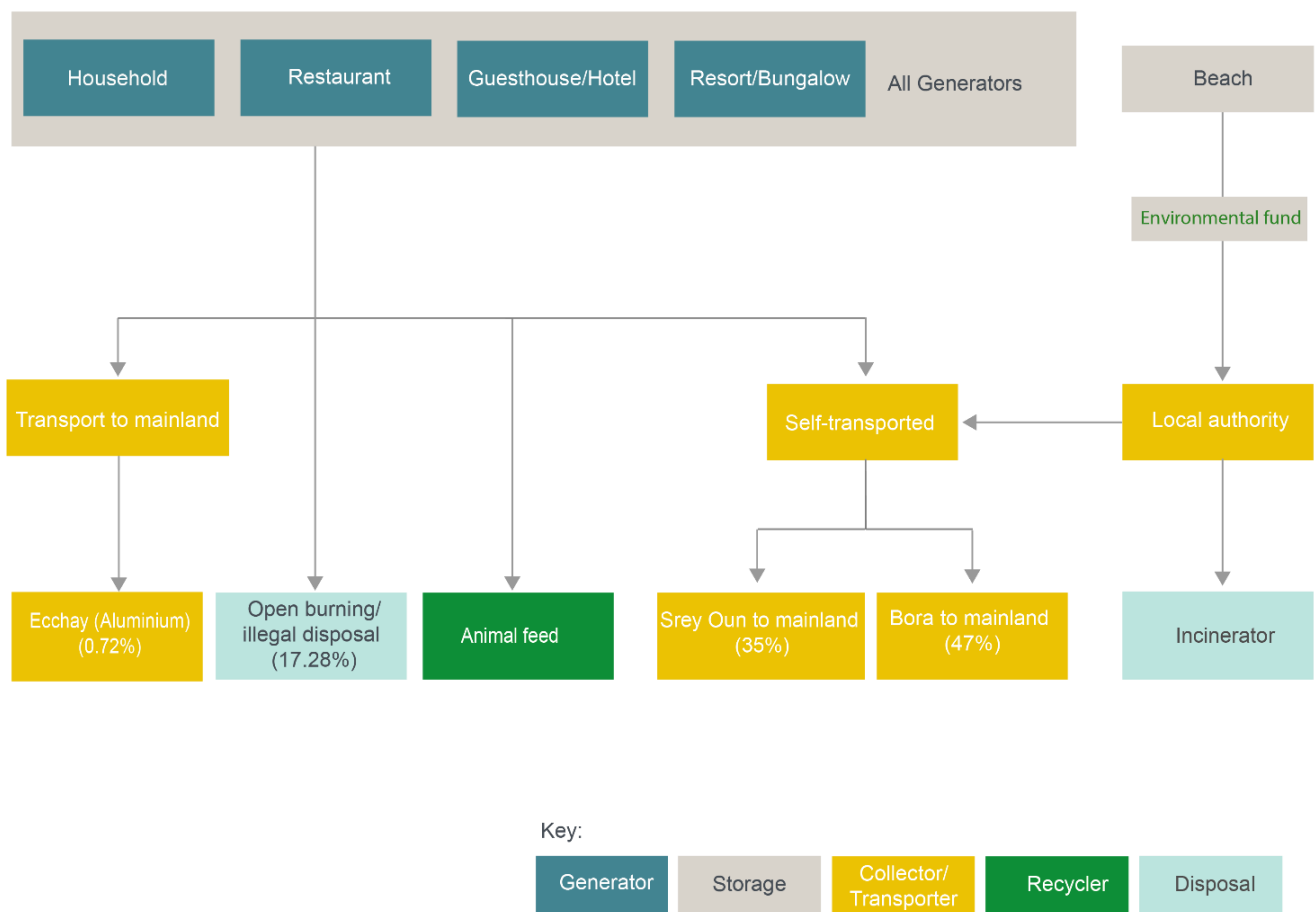 Household
Restaurant
Guesthouse/Hotel
Resort/Bungalow
All Generators
Beach
Environmental fund
Transport to mainland
Self-transported
Local authority
Ecchay (Aluminium)
(0.72%)
Open burning/
illegal disposal
(17.28%)
Animal feed
Srey Oun to mainland
(35%)
Bora to mainland
(47%)
Incinerator
Key:
Generator
Storage
Collector/
Transporter
Recycler
Disposal